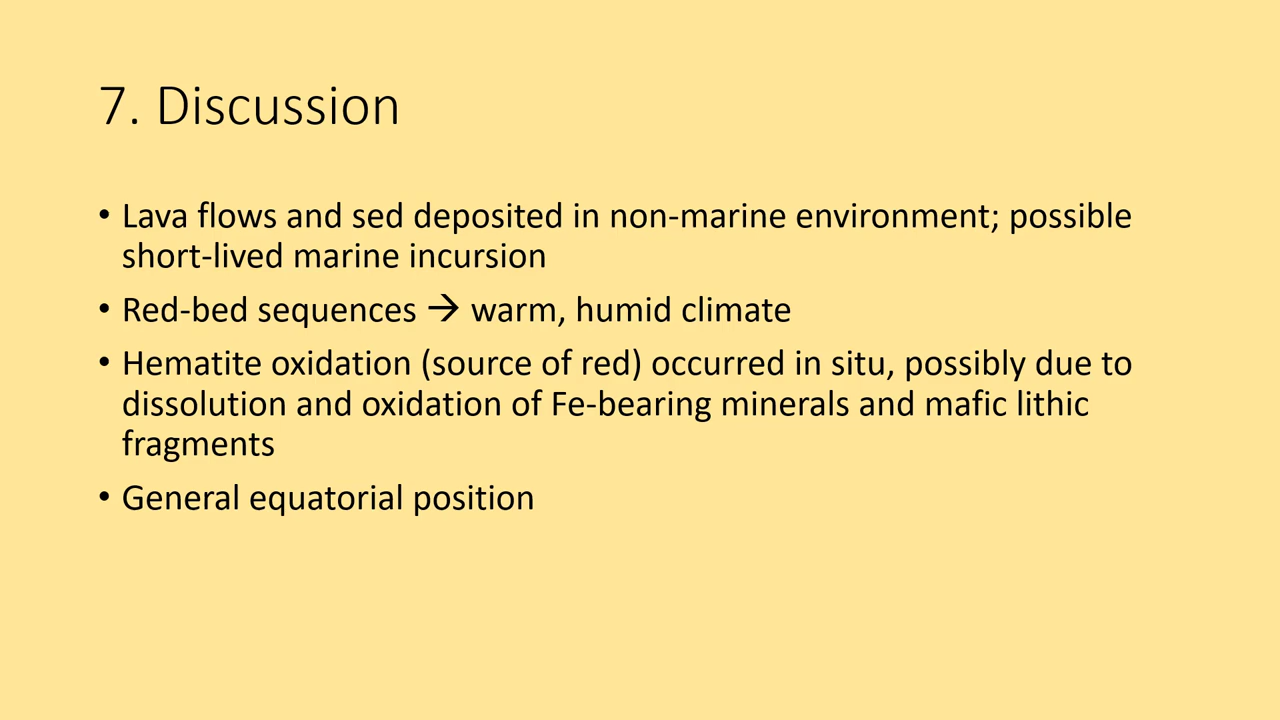 7. Discussion
• Lava flows and sed deposited in non-marine environment; possible
short-lived marine incursion
• Red-bed sequences → warm, humid climate
• Hematite oxidation (source of red) occurred in situ, possibly due to
dissolution and oxidation of Fe-bearing minerals and mafic lithic
fragments
• General equatorial position